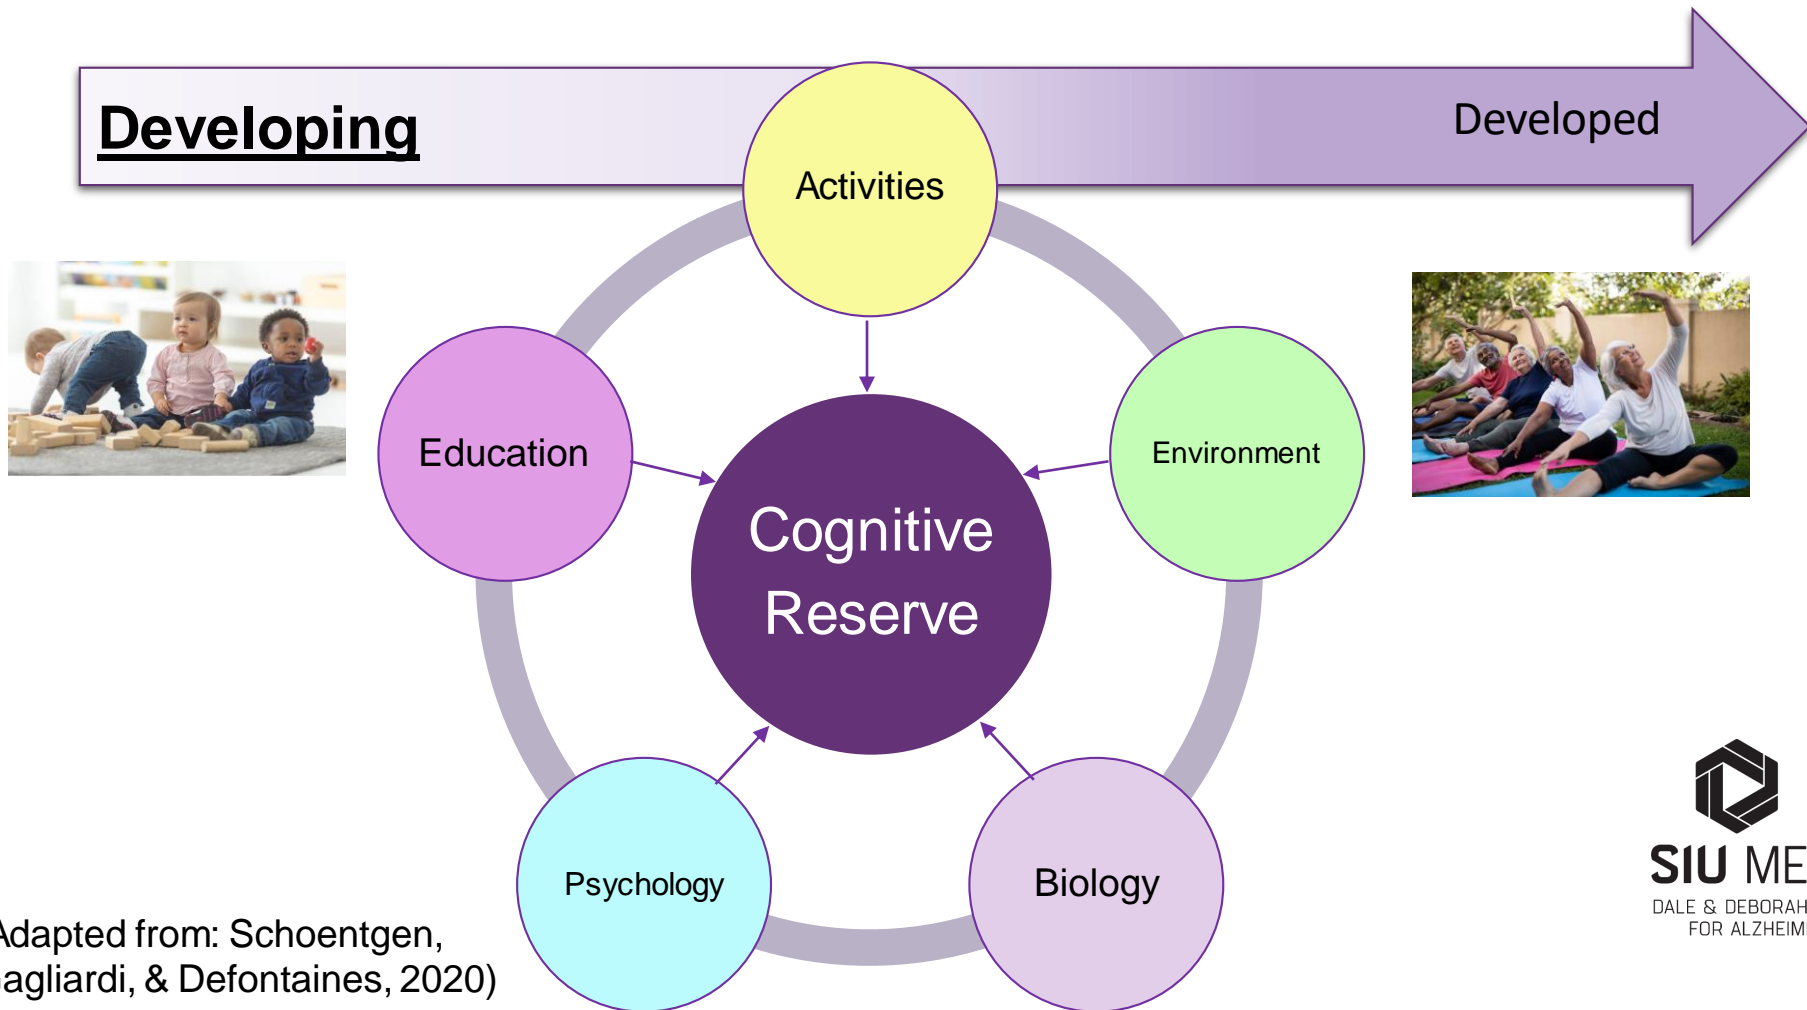 Developing
Developed
Activities
Education
Environment
Cognitive
Reserve
Psychology
Biology
Adapted from: Schoentgen,
agliardi, & Defontaines, 2020)
SIU ME
DALE & DEBORAH
FOR ALZHEIM